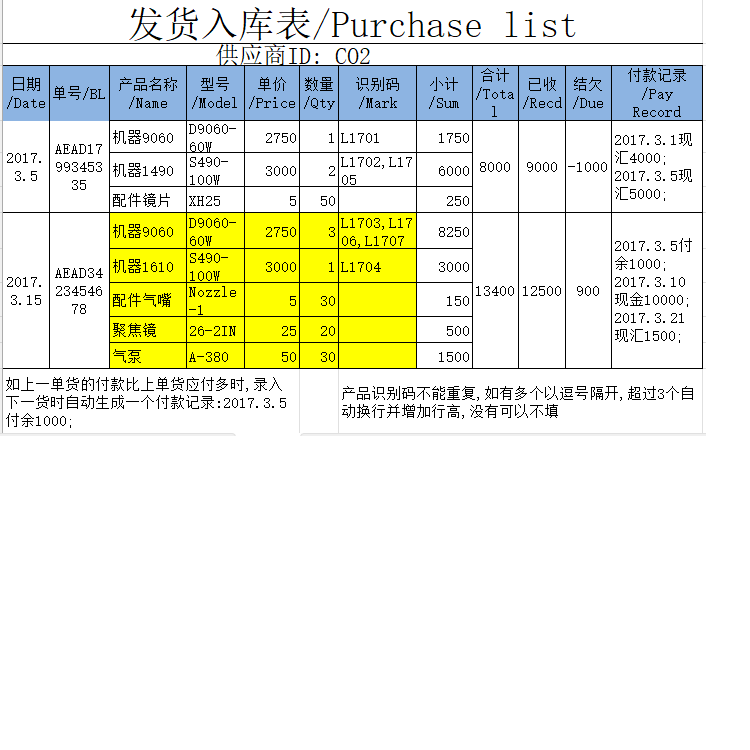 发货入库表/Purchase list
供应商ID: CO2
日期/Date 单号/BL 产品名称/Name 型号/Model 单价/Price 数量/Qty 识别码/Mark 小计/Sum 合计/Total 已收/Recd 结欠/Due 付款记录/Pay Record
2017.3.5 AEAD1799345335 机器9060 D9060-60W 2750 1 L1701 1750 8000 9000 -1000 2017.3.1现汇4000;2017.3.5现汇5000;
机器1490 S490-100W 3000 2 L1702,L1705 6000
配件镜片 XH25 5 50 250
2017.3.15 AEAD3423454678 机器9060 D9060-60W 2750 3 L1703,L1706,L1707 8250 13400 12500 900 2017.3.5付余1000;2017.3.10现金10000;2017.3.21现汇1500;
机器1610 S490-100W 3000 1 L1704 3000
配件气嘴 Nozzle-1 5 30 150
聚焦镜 26-2IN 25 20 500
气泵 A-380 50 30 1500
如上一单货的付款比上单货应付多时,录入
下一货时自动生成一个付款记录:2017.3.5
付余1000;
产品识别码不能重复,如有多个以逗号隔开,超过3个自
动换行并增加行高,没有可以不填